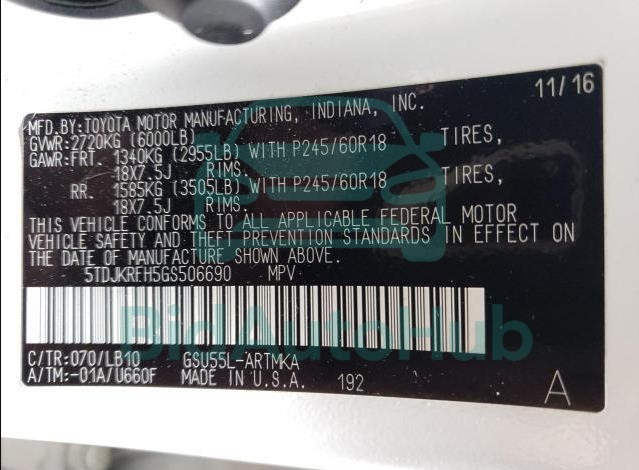 11/16
MFD.BY:TOYOTA MOTOR MANUFACTURING, INDIANA, INC.
GVWR:2720KG (6000LB)
GAWR:FRT. 1340KG (2955LB) WITH P245/60R18 TIRES,
18X7.5J RIMS.
RR. 1585KG (3505LB) WITH P245/60R18 TIRES,
18X7.5J RIMS.
THIS VEHICLE CONFORMS TO ALL APPLICABLE FEDERAL MOTOR
VEHICLE SAFETY AND THEFT PREVENTION STANDARDS IN EFFECT ON
THE DATE OF MANUFACTURE SHOWN ABOVE.
5TDJKRFH5GS506690 MPV
BidAutoHub
C/TR:070/LB10 GSU55L-ARTMKA
A/TM:-01A/U660F MADE IN U.S.A. 192 A